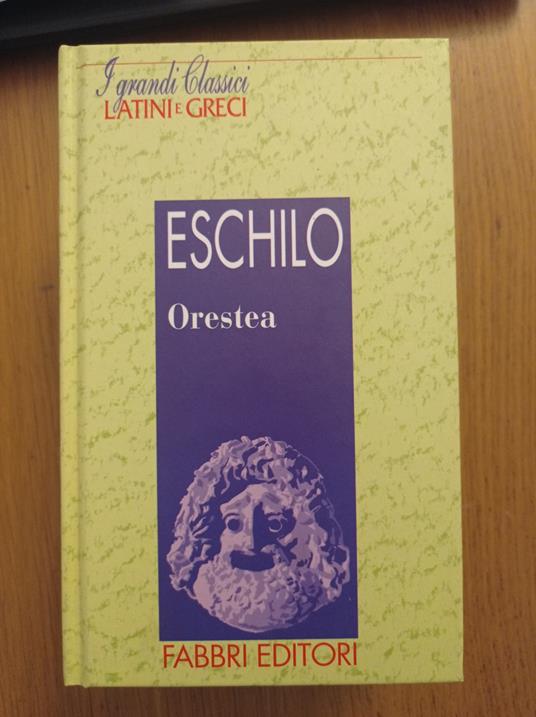 I grandi Classici
LATINI E GRECI
ESCHILO
Orestea
FABBRI EDITORI